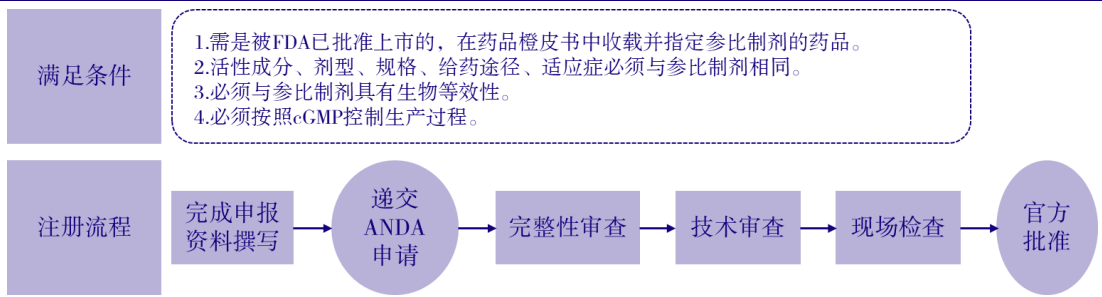 满足条件
1.需是被FDA已批准上市的，在药品橙皮书中收载并指定参比制剂的药品。
2.活性成分、剂型、规格、给药途径、适应症必须与参比制剂相同。
3.必须与参比制剂具有生物等效性。
4.必须按照cGMP控制生产过程。
注册流程
完成申报
资料撰写
递交
ANDA
申请
完整性审查
技术审查
现场检查
官方
批准